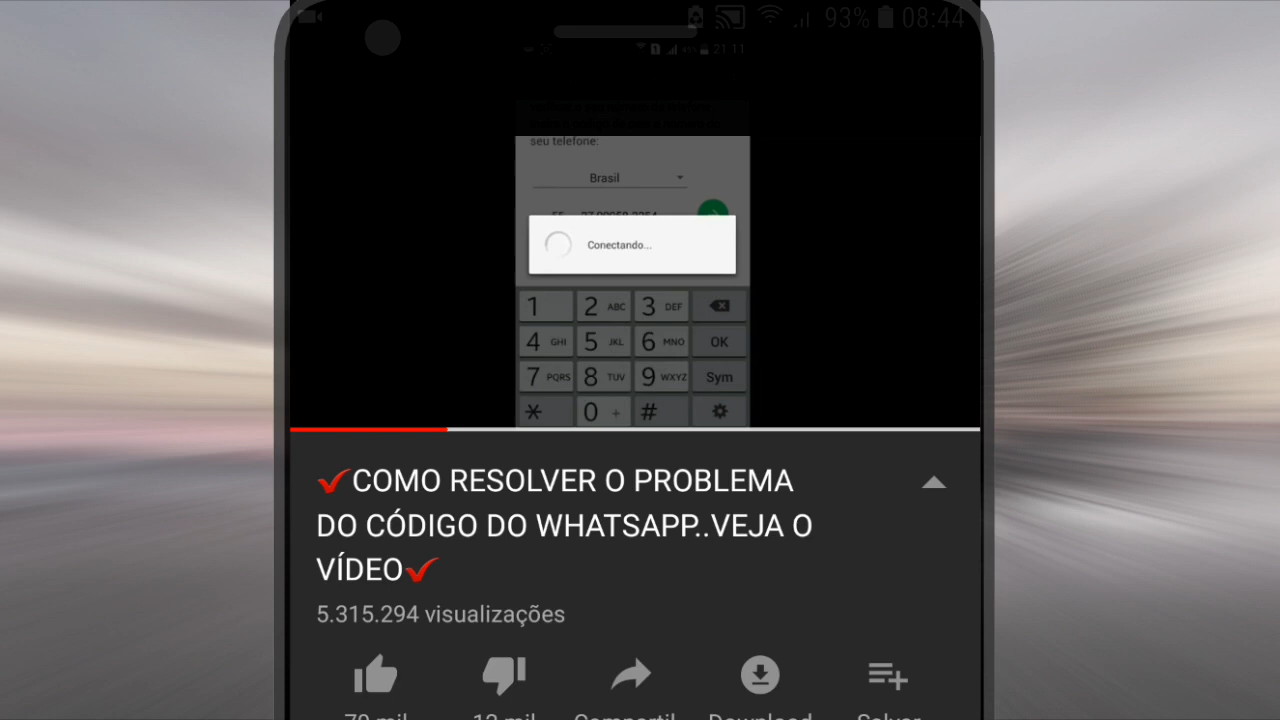 93% 08:44
21 11
seu telefone:
Brasil
Conectando...
1 2 ABC 3 DEF
4 GHI 5 JKL 6 MNO OK
7 PQRS 8 TUV 9 WXYZ Sym
* 0 + #
✔COMO RESOLVER O PROBLEMA
DO CÓDIGO DO WHATSAPP..VEJA O
VÍDEO✔
5.315.294 visualizações